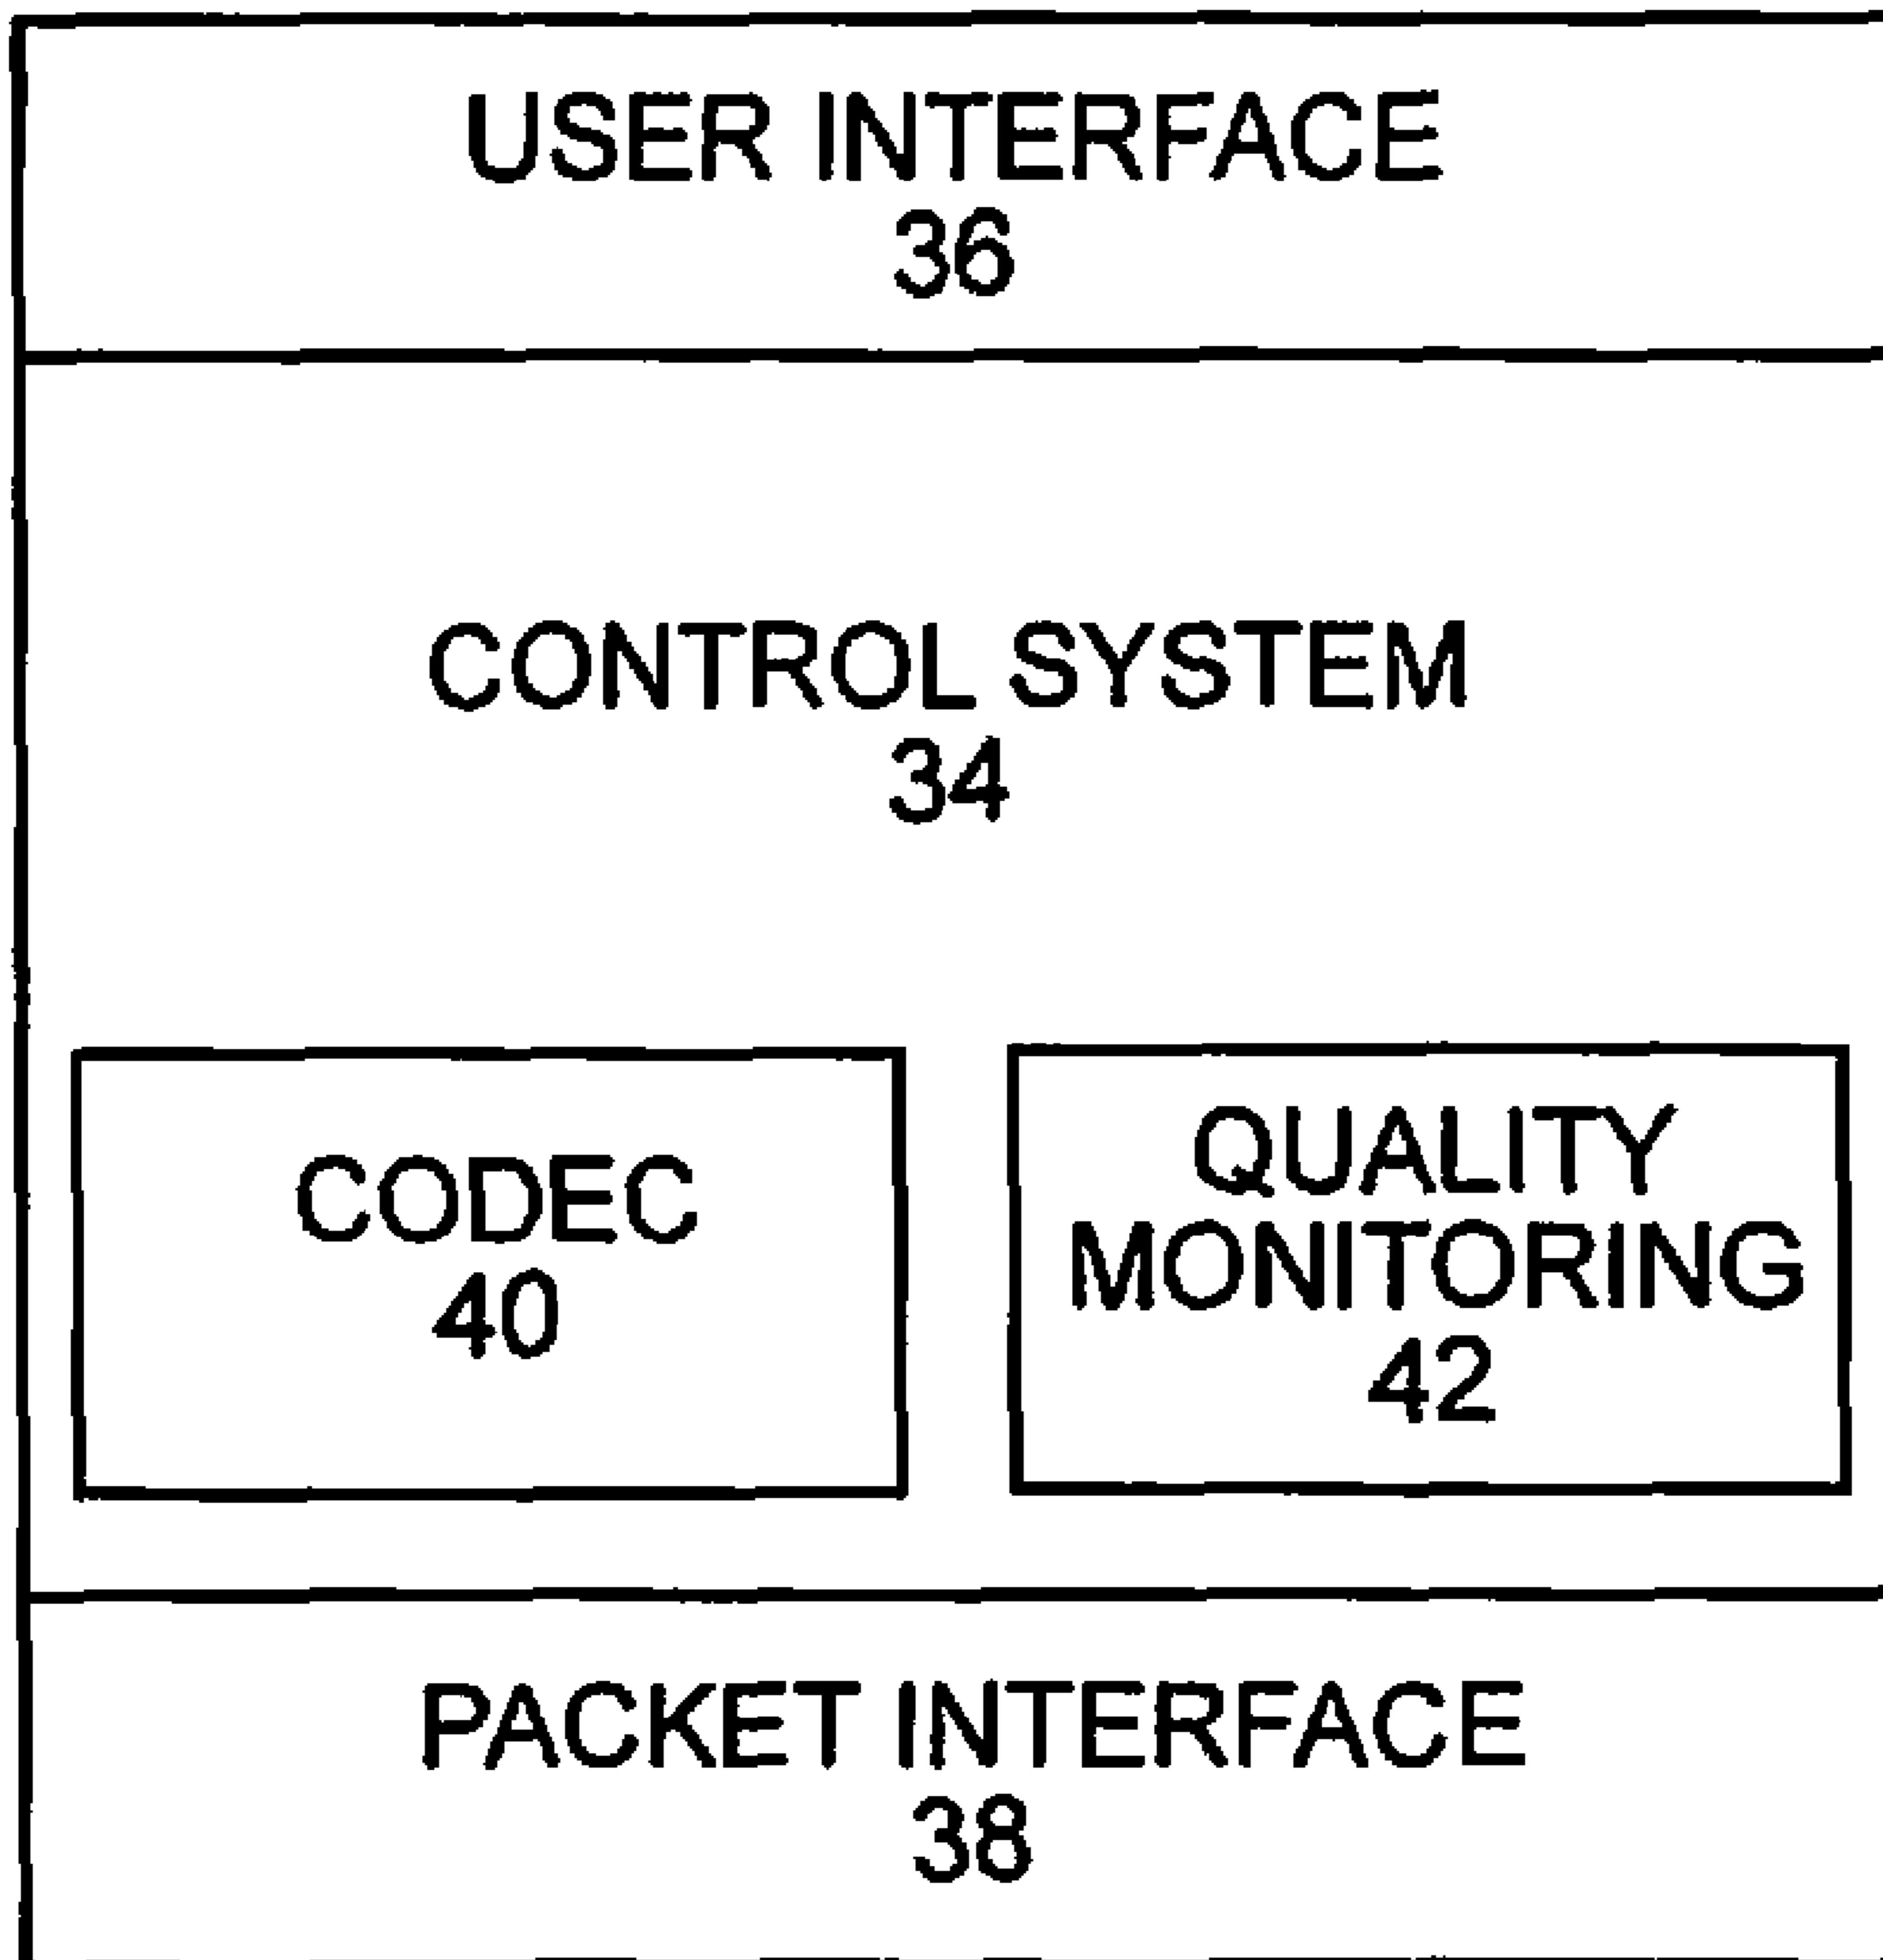 USER INTERFACE
36
CONTROL SYSTEM
34
CODEC
40
QUALITY
MONITORING
42
PACKET INTERFACE
38